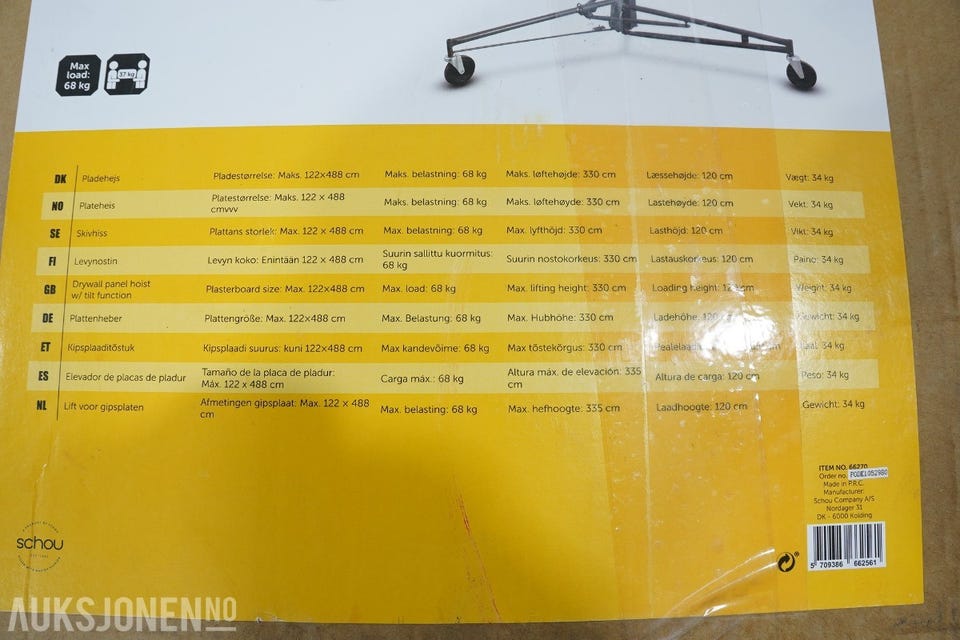 Max
load:
68 kg
37 kg
DK Pladehejs Pladestørrelse: Maks. 122x488 cm Maks. belastning: 68 kg Maks. løftehøjde: 330 cm Læssehøjde: 120 cm Vægt: 34 kg
NO Plateheis Platestørrelse: Maks. 122 x 488 cmvvv Maks. belastning: 68 kg Maks. løftehøyde: 330 cm Lastehøyde: 120 cm Vekt: 34 kg
SE Skivhiss Plattans storlek: Max. 122 x 488 cm Max. belastning: 68 kg Max. lyfthöjd: 330 cm Lasthöjd: 120 cm Vikt: 34 kg
FI Levynostin Levyn koko: Enintään 122 x 488 cm Suurin sallittu kuormitus: 68 kg Suurin nostokorkeus: 330 cm Lastauskorkeus: 120 cm Paino: 34 kg
GB Drywall panel hoist w/ tilt function Plasterboard size: Max. 122x488 cm Max. load: 68 kg Max. lifting height: 330 cm Loading height: 120 cm Weight: 34 kg
DE Plattenheber Plattengröße: Max. 122x488 cm Max. Belastung: 68 kg Max. Hubhöhe: 330 cm Ladehöhe: 120 cm Gewicht: 34 kg
ET Kipsplaaditõstuk Kipsplaadi suurus: kuni 122x488 cm Max kandevõime: 68 kg Max tõstekõrgus: 330 cm 34 kg
ES Elevador de placas de pladur Tamaño de la placa de pladur: Máx. 122 x 488 cm Carga máx.: 68 kg Altura máx. de elevación: 335 cm Altura de carga: 120 cm Peso: 34 kg
NL Lift voor gipsplaten Afmetingen gipsplaat: Max. 122 x 488 cm Max. belasting: 68 kg Max. hefhoogte: 335 cm Laadhoogte: 120 cm Gewicht: 34 kg
ITEM NO. 66270
Order no. PODE1052980
Made in P.R.C.
Manufacturer:
Schou Company A/S
Nordager 31
DK - 6000 Kolding
5 709386 662561
schou
AUKSJONEN.NO